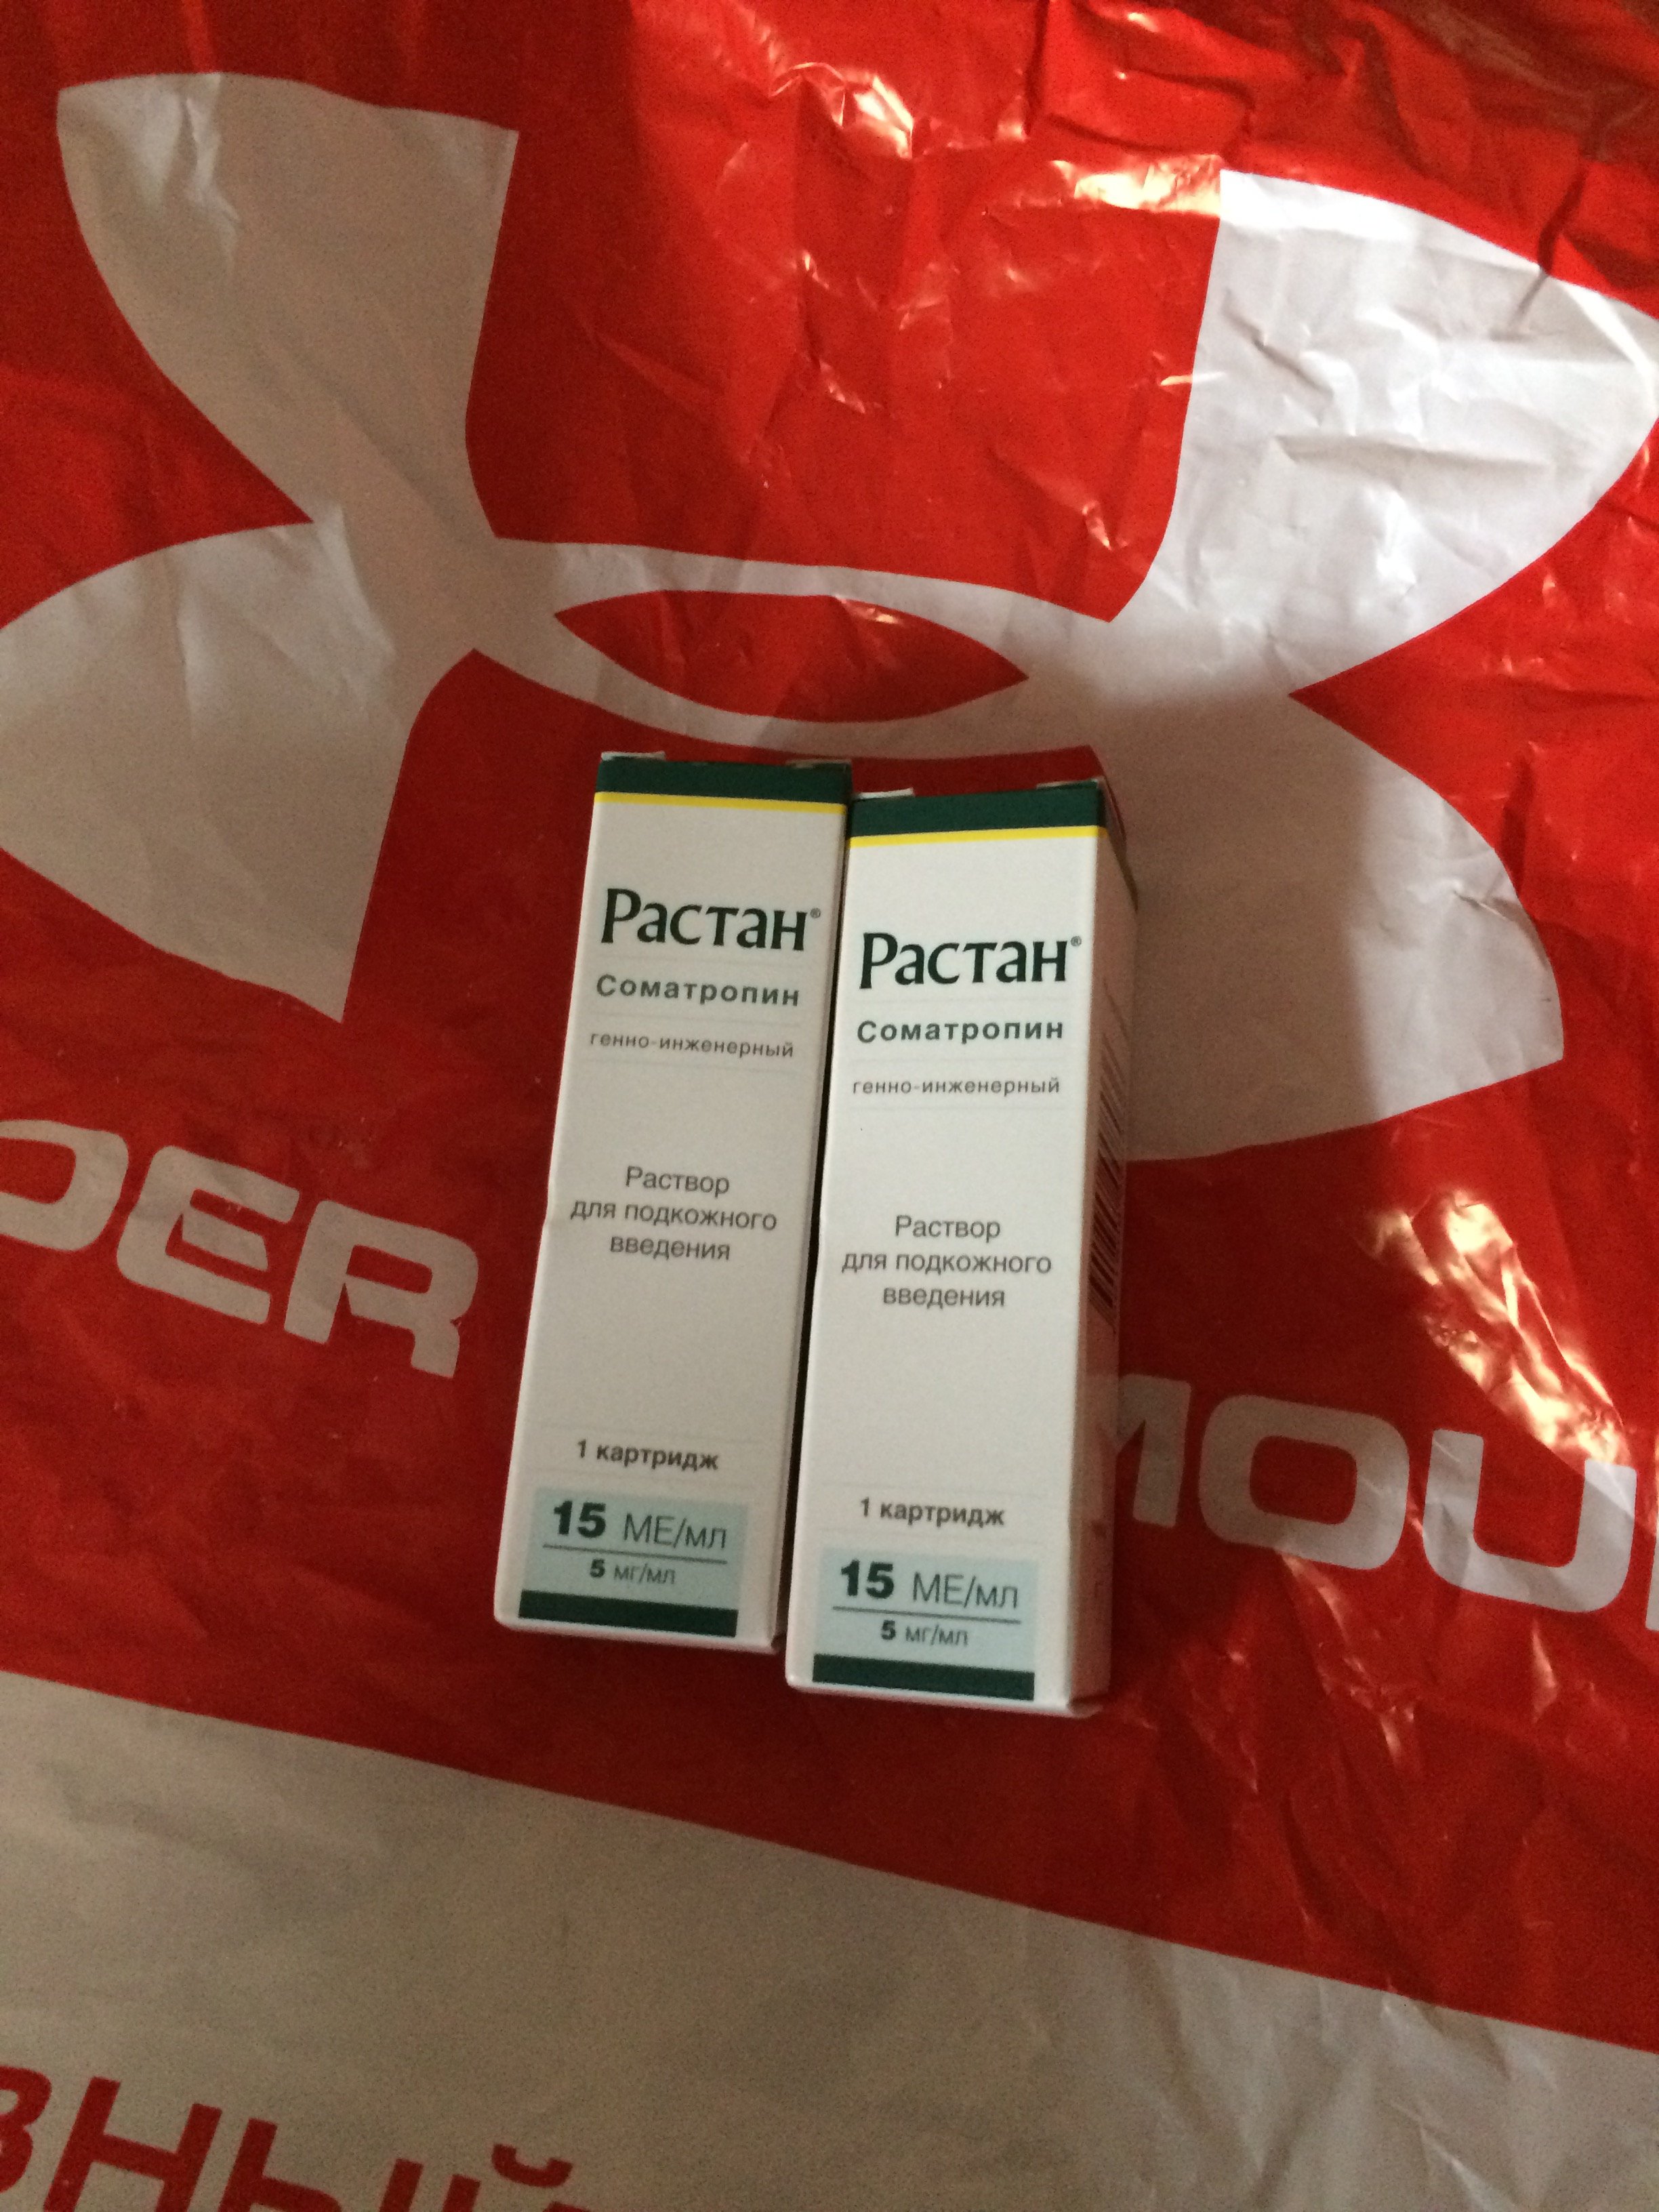 Растан®
Соматропин
генно-инженерный
Раствор
для подкожного
введения
1 картридж
15 МЕ/мл
5 мг/мл
Растан®
Соматропин
генно-инженерный
Раствор
для подкожного
введения
1 картридж
15 МЕ/мл
5 мг/мл
DER MOU
вный